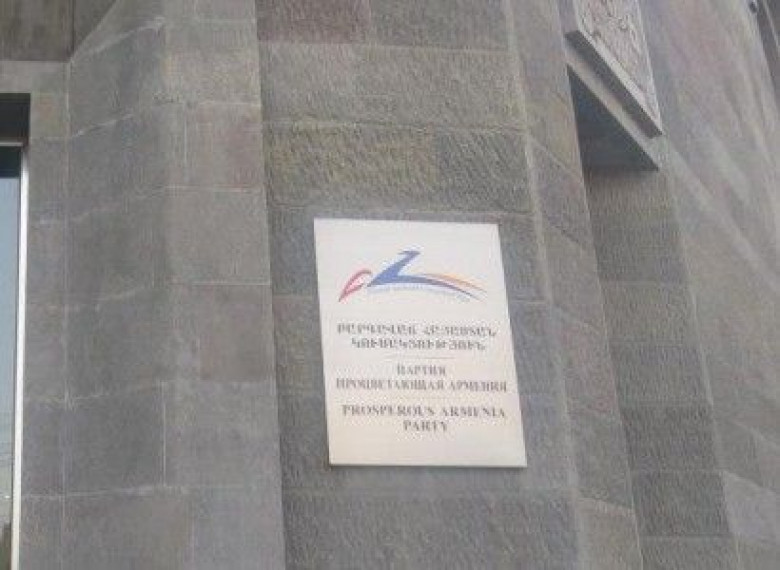 ԲԱՐԳԱՎԱՃ ՀԱՅԱՍՏԱՆ
ԿՈՒՍԱԿՑՈՒԹՅՈՒՆ
ПАРТИЯ
ПРОЦВЕТАЮЩАЯ АРМЕНИЯ
PROSPEROUS ARMENIA
PARTY